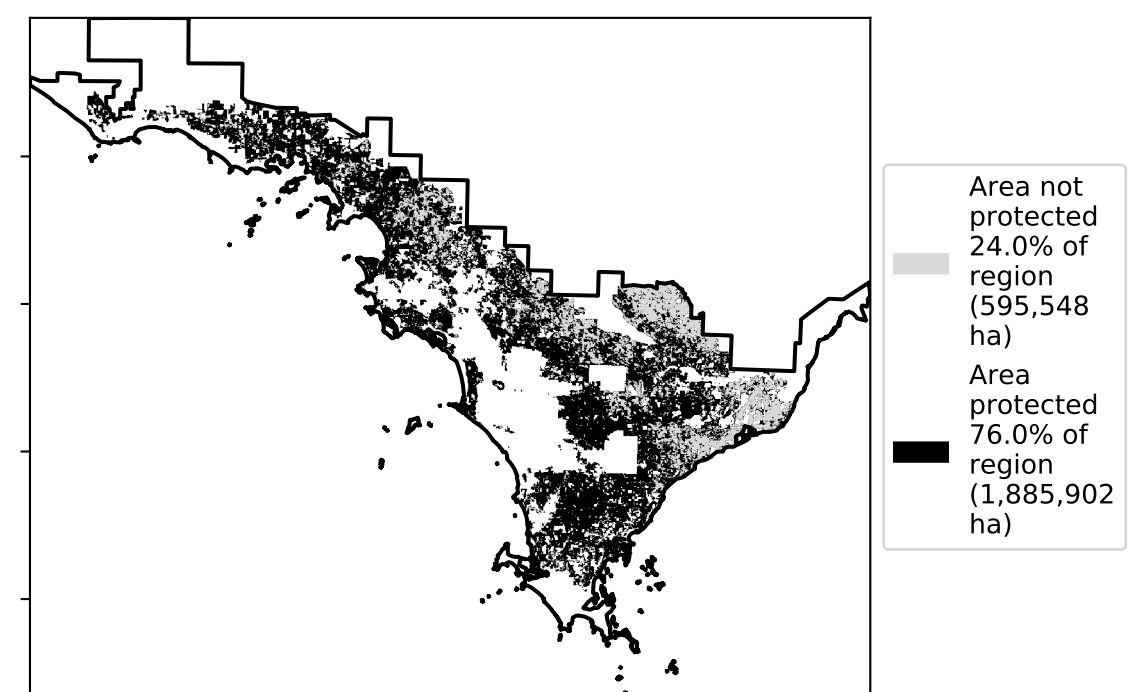 Area not
protected
24.0% of
region
(595,548
ha)
Area
protected
76.0% of
region
(1,885,902
ha)